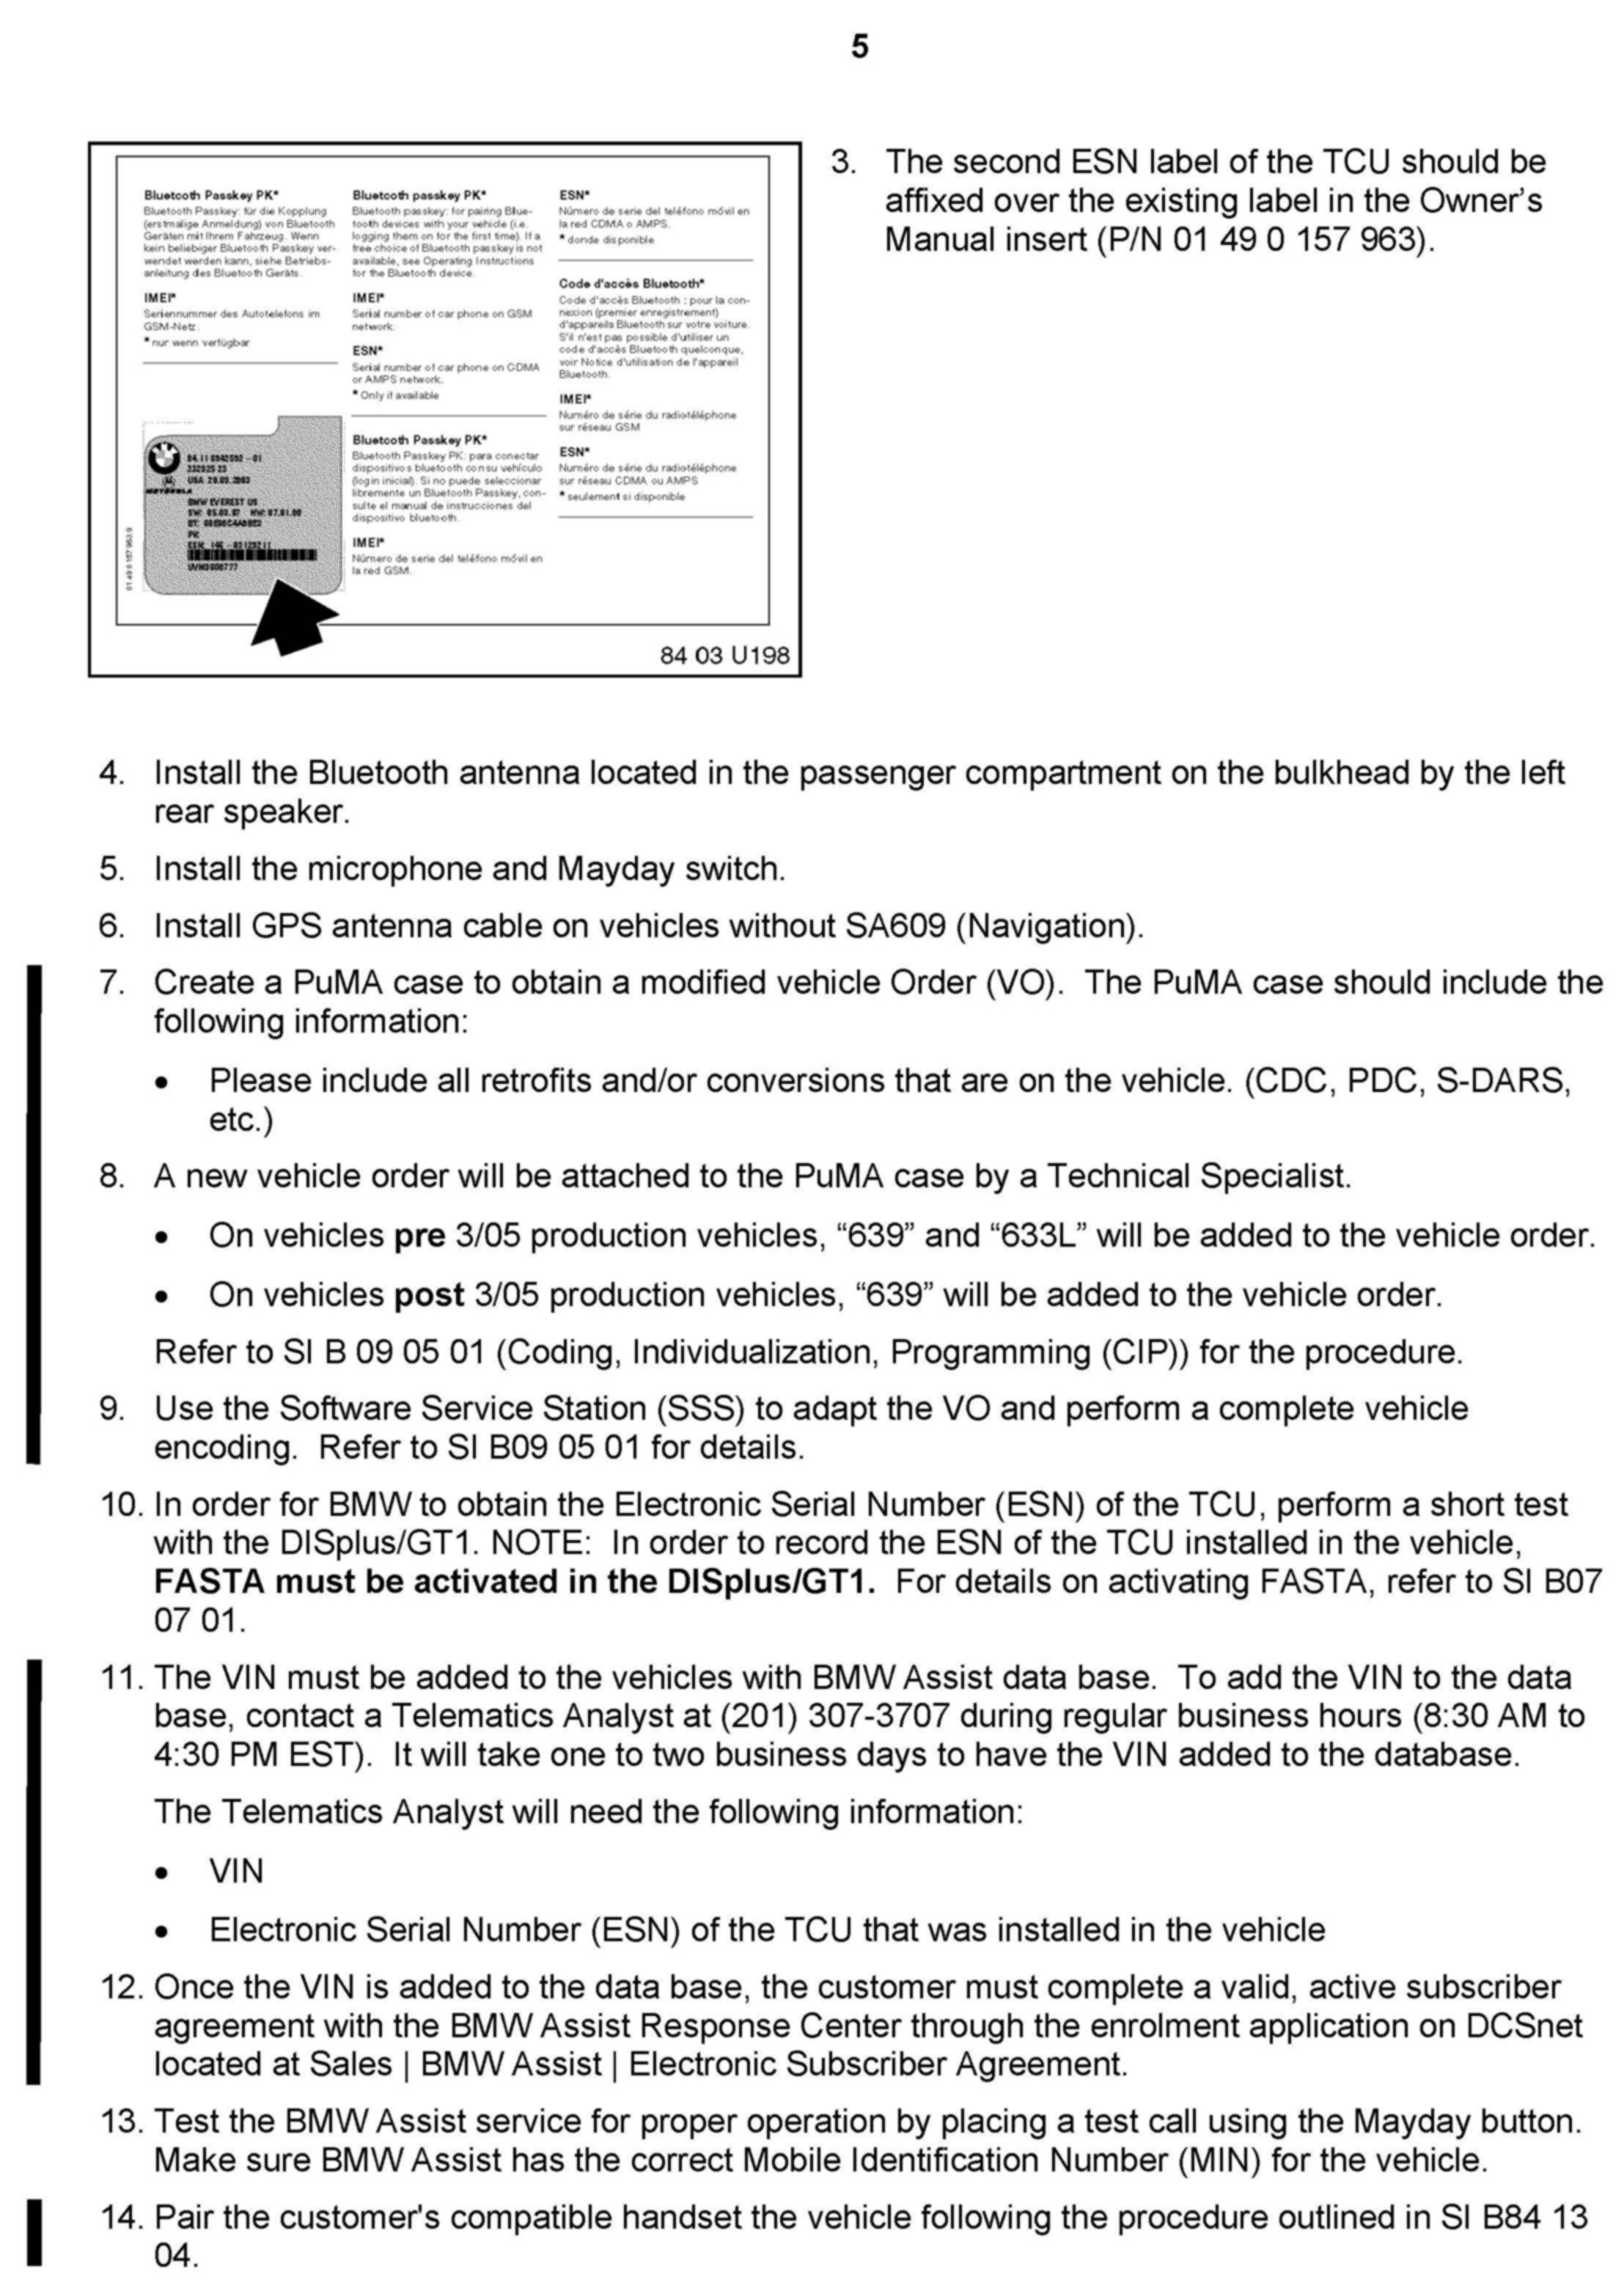 5
Bluetooth Passkey PK*
Bluetooth Passkey: für die Kopplung
(erstmalige Anmeldung) von Bluetooth
Geräten mit Ihrem Fahrzeug. Wenn
kein beliebiger Bluetooth Passkey ver-
wendet werden kann, siehe Betriebs-
anleitung des Bluetooth Geräts.
IMEI*
Seriennummer des Autotelefons im
GSM-Netz.
* nur wenn verfügbar
84.11
USA
MOTOROLA
BMW EVEREST US
PK:
01 49 0 157 963 9
Bluetooth passkey PK*
Bluetooth passkey: for pairing Blue-
tooth devices with your vehicle (i.e.
logging them on for the first time). If a
free choice of Bluetooth passkey is not
available, see Operating Instructions
for the Bluetooth device.
IMEI*
Serial number of car phone on GSM
network.
ESN*
Serial number of car phone on CDMA
or AMPS network.
* Only if available
Bluetooth Passkey PK*
Bluetooth Passkey PK: para conectar
dispositivos bluetooth con su vehículo
(login inicial). Si no puede seleccionar
libremente un Bluetooth Passkey, con-
sulte el manual de instrucciones del
dispositivo bluetooth.
IMEI*
Número de serie del teléfono móvil en
la red GSM.
ESN*
Número de serie del teléfono móvil en
la red CDMA o AMPS.
* donde disponible
Code d'accès Bluetooth*
Code d'accès Bluetooth : pour la con-
nexion (premier enregistrement)
d'appareils Bluetooth sur votre voiture.
S'il n'est pas possible d'utiliser un
code d'accès Bluetooth quelconque,
voir Notice d'utilisation de l'appareil
Bluetooth.
IMEI*
Numéro de série du radiotéléphone
sur réseau GSM
ESN*
Numéro de série du radiotéléphone
sur réseau CDMA ou AMPS
* seulement si disponible
84 03 U198
3. The second ESN label of the TCU should be
affixed over the existing label in the Owner’s
Manual insert (P/N 01 49 0 157 963).
4. Install the Bluetooth antenna located in the passenger compartment on the bulkhead by the left
rear speaker.
5. Install the microphone and Mayday switch.
6. Install GPS antenna cable on vehicles without SA609 (Navigation).
7. Create a PuMA case to obtain a modified vehicle Order (VO). The PuMA case should include the
following information:
• Please include all retrofits and/or conversions that are on the vehicle. (CDC, PDC, S-DARS,
etc.)
8. A new vehicle order will be attached to the PuMA case by a Technical Specialist.
• On vehicles pre 3/05 production vehicles, “639” and “633L” will be added to the vehicle order.
• On vehicles post 3/05 production vehicles, “639” will be added to the vehicle order.
Refer to SI B 09 05 01 (Coding, Individualization, Programming (CIP)) for the procedure.
9. Use the Software Service Station (SSS) to adapt the VO and perform a complete vehicle
encoding. Refer to SI B09 05 01 for details.
10. In order for BMW to obtain the Electronic Serial Number (ESN) of the TCU, perform a short test
with the DISplus/GT1. NOTE: In order to record the ESN of the TCU installed in the vehicle,
FASTA must be activated in the DISplus/GT1. For details on activating FASTA, refer to SI B07
07 01.
11. The VIN must be added to the vehicles with BMW Assist data base. To add the VIN to the data
base, contact a Telematics Analyst at (201) 307-3707 during regular business hours (8:30 AM to
4:30 PM EST). It will take one to two business days to have the VIN added to the database.
The Telematics Analyst will need the following information:
• VIN
• Electronic Serial Number (ESN) of the TCU that was installed in the vehicle
12. Once the VIN is added to the data base, the customer must complete a valid, active subscriber
agreement with the BMW Assist Response Center through the enrolment application on DCSnet
located at Sales | BMW Assist | Electronic Subscriber Agreement.
13. Test the BMW Assist service for proper operation by placing a test call using the Mayday button.
Make sure BMW Assist has the correct Mobile Identification Number (MIN) for the vehicle.
14. Pair the customer's compatible handset the vehicle following the procedure outlined in SI B84 13
04.